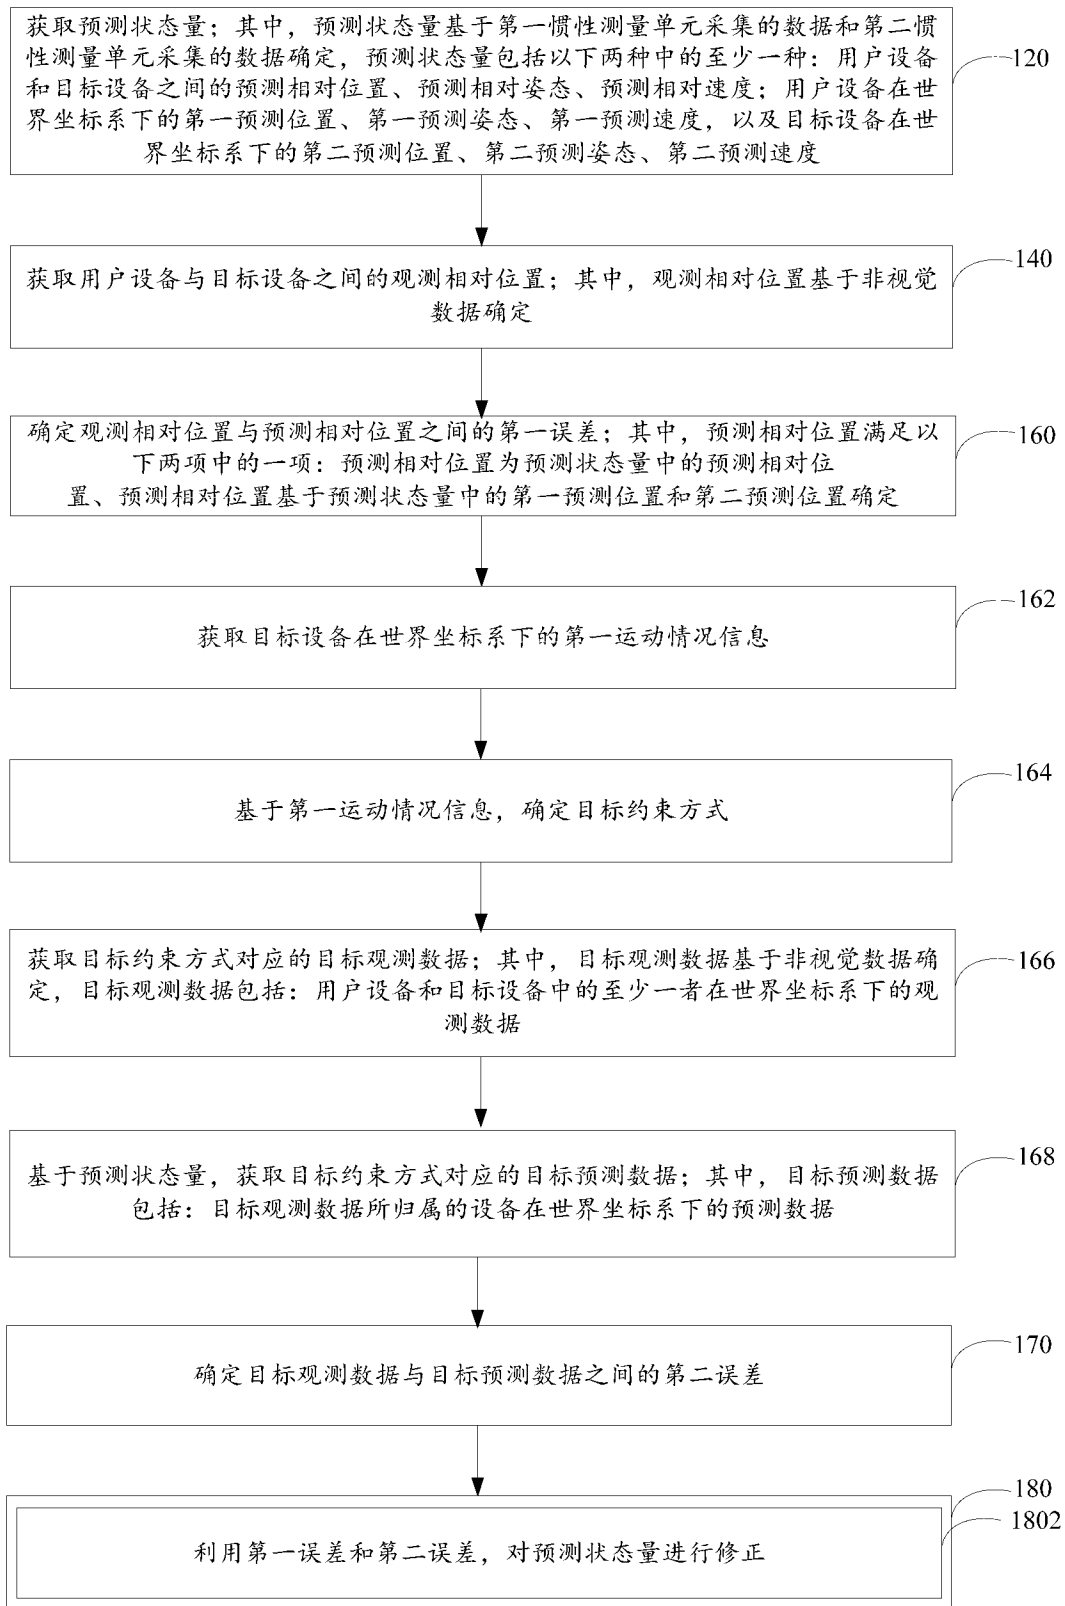 获取预测状态量；其中，预测状态量基于第一惯性测量单元采集的数据和第二惯
性测量单元采集的数据确定，预测状态量包括以下两种中的至少一种：用户设备
和目标设备之间的预测相对位置、预测相对姿态、预测相对速度；用户设备在世
界坐标系下的第一预测位置、第一预测姿态、第一预测速度，以及目标设备在世
界坐标系下的第二预测位置、第二预测姿态、第二预测速度
120
获取用户设备与目标设备之间的观测相对位置；其中，观测相对位置基于非视觉
数据确定
140
确定观测相对位置与预测相对位置之间的第一误差；其中，预测相对位置满足以
下两项中的一项：预测相对位置为预测状态量中的预测相对位
置、预测相对位置基于预测状态量中的第一预测位置和第二预测位置确定
160
获取目标设备在世界坐标系下的第一运动情况信息
162
基于第一运动情况信息，确定目标约束方式
164
获取目标约束方式对应的目标观测数据；其中，目标观测数据基于非视觉数据确
定，目标观测数据包括：用户设备和目标设备中的至少一者在世界坐标系下的观
测数据
166
基于预测状态量，获取目标约束方式对应的目标预测数据；其中，目标预测数据
包括：目标观测数据所归属的设备在世界坐标系下的预测数据
168
确定目标观测数据与目标预测数据之间的第二误差
170
180
1802
利用第一误差和第二误差，对预测状态量进行修正